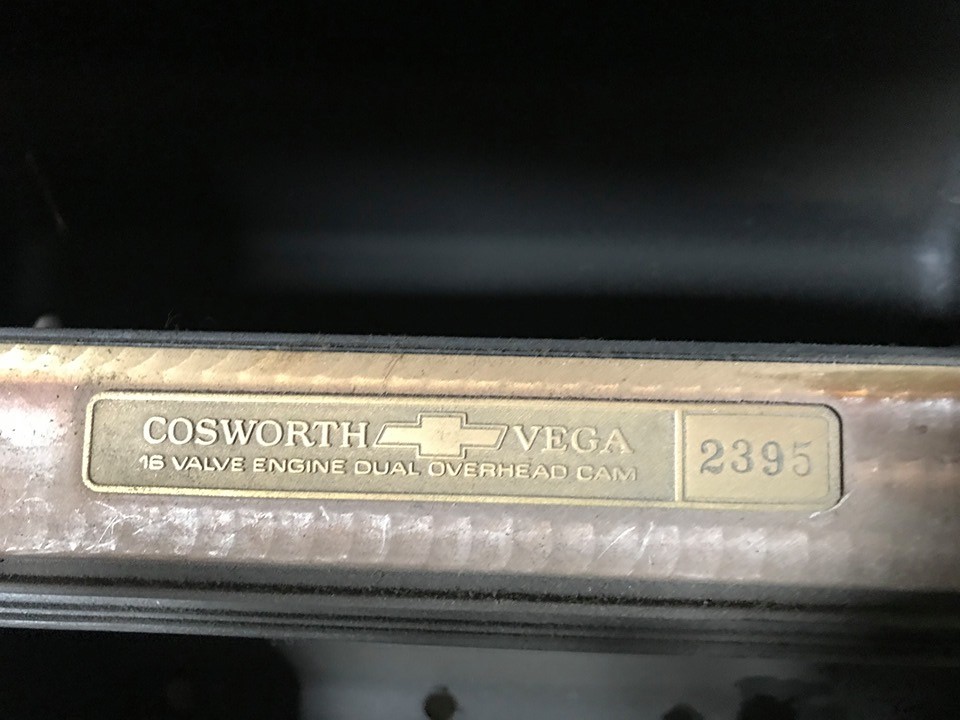 COSWORTH VEGA
16 VALVE ENGINE DUAL OVERHEAD CAM
2395